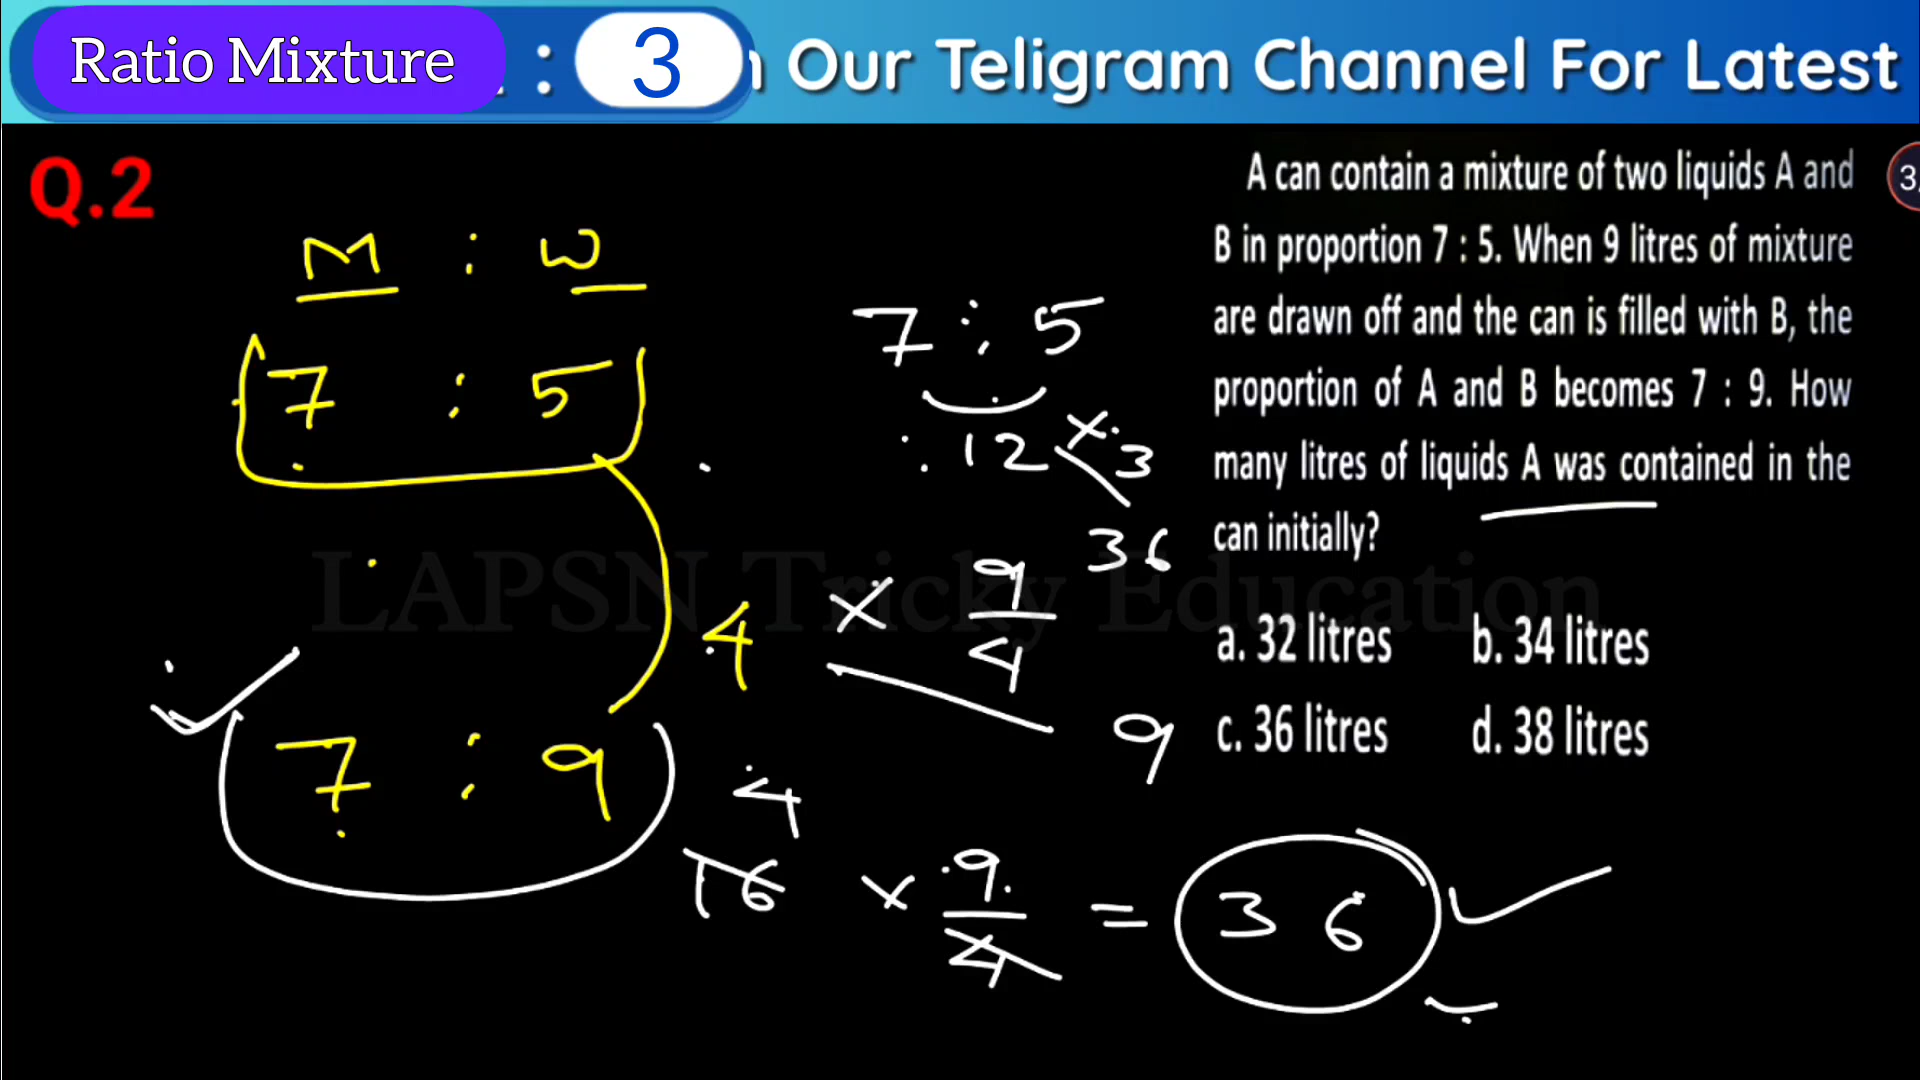 Ratio Mixture : 3 Our Teligram Channel For Latest
Q.2
A can contain a mixture of two liquids A and
B in proportion 7 : 5. When 9 litres of mixture
are drawn off and the can is filled with B, the
proportion of A and B becomes 7 : 9. How
many litres of liquids A was contained in the
can initially?
a. 32 litres b. 34 litres
c. 36 litres d. 38 litres
M : W
7 : 5
4
7 : 9
7 : 5
12 × 3
36
× 9/4
9
4
16 × 9/4 = 36
LAPSN Tricky Education